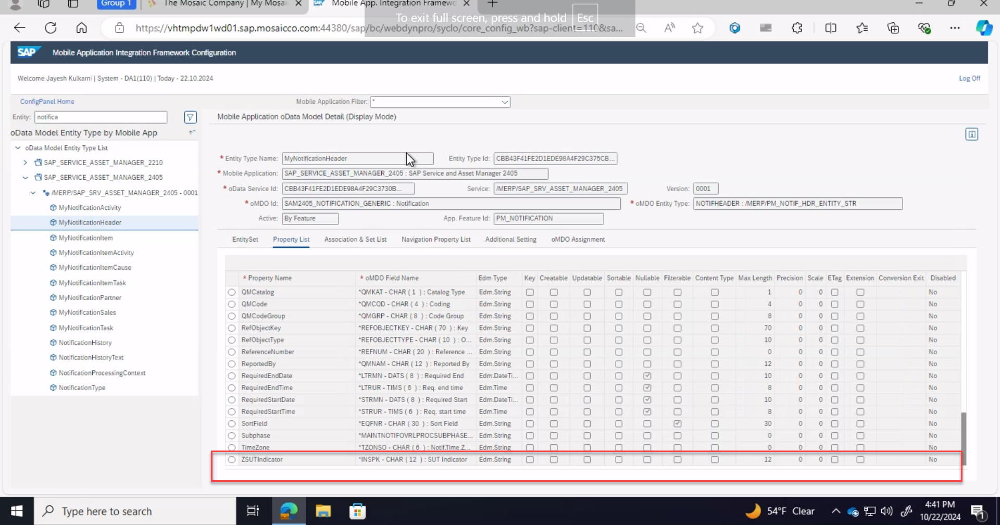 Group 1
The Mosaic Company | My Mosai
Mobile App. Integration Framewo
To exit full screen, press and hold Esc
https://vhtmpdw1wd01.sap.mosaicco.com:44380/sap/bc/webdynpro/syclo/core_config_wb?sap-client=110&sa...
SAP Mobile Application Integration Framework Configuration
Welcome Jayesh Kulkarni | System - DA1(110) | Today - 22.10.2024
Log Off
ConfigPanel Home
Mobile Application Filter: *
Entity: notifica
Mobile Application oData Model Detail (Display Mode)
oData Model Entity Type by Mobile App
oData Model Entity Type List
SAP_SERVICE_ASSET_MANAGER_2210
SAP_SERVICE_ASSET_MANAGER_2405
/MERP/SAP_SRV_ASSET_MANAGER_2405 - 0001
MyNotificationActivity
MyNotificationHeader
MyNotificationItem
MyNotificationItemActivity
MyNotificationItemCause
MyNotificationItemTask
MyNotificationPartner
MyNotificationSales
MyNotificationTask
NotificationHistory
NotificationHistoryText
NotificationProcessingContext
NotificationType
* Entity Type Name: MyNotificationHeader Entity Type Id: CBB43F41FE2D1EDE98A4F29C375CB...
* Mobile Application: SAP_SERVICE_ASSET_MANAGER_2405 : SAP Service and Asset Manager 2405
* oData Service Id: CBB43F41FE2D1EDE98A4F29C3730B... Service: /MERP/SAP_SRV_ASSET_MANAGER_2405 Version: 0001
* oMDO Id: SAM2405_NOTIFICATION_GENERIC : Notification * oMDO Entity Type: NOTIFHEADER : /MERP/PM_NOTIF_HDR_ENTITY_STR
Active: By Feature App. Feature Id: PM_NOTIFICATION
EntitySet Property List Association & Set List Navigation Property List Additional Setting oMDO Assignment
* Property Name * oMDO Field Name Edm Type Key Creatable Updatable Sortable Nullable Filterable Content Type Max Length Precision Scale ETag Extension Conversion Exit Disabled
QMCatalog *QMKAT - CHAR ( 1 ) : Catalog Type Edm.String 1 0 0 No
QMCode *QMCOD - CHAR ( 4 ) : Coding Edm.String 4 0 0 No
QMCodeGroup *QMGRP - CHAR ( 8 ) : Code Group Edm.String 8 0 0 No
RefObjectKey *REFOBJECTKEY - CHAR ( 70 ) : Key Edm.String 70 0 0 No
RefObjectType *REFOBJECTTYPE - CHAR ( 10 ) : O... Edm.String 10 0 0 No
ReferenceNumber *REFNUM - CHAR ( 20 ) : Reference ... Edm.String 0 0 0 No
ReportedBy *QMNAM - CHAR ( 12 ) : Reported By Edm.String 12 0 0 No
RequiredEndDate *LTRMN - DATS ( 8 ) : Required End Edm.DateTi... 10 0 0 No
RequiredEndTime *LTRUR - TIMS ( 6 ) : Req. end time Edm.Time 8 0 0 No
RequiredStartDate *STRMN - DATS ( 8 ) : Required Start Edm.DateTi... 10 0 0 No
RequiredStartTime *STRUR - TIMS ( 6 ) : Req. start time Edm.Time 8 0 0 No
SortField *EQFNR - CHAR ( 30 ) : Sort Field Edm.String 30 0 0 No
Subphase *MAINTNOTIFOVRLPROCSUBPHASE... Edm.String 0 0 0 No
TimeZone *TZONSO - CHAR ( 6 ) : Notif.Time.Z... Edm.String 0 0 0 No
ZSUTIndicator *INSPK - CHAR ( 12 ) : SUT Indicator Edm.String 12 0 0 No
Type here to search
54°F Clear
4:41 PM
10/22/2024
1